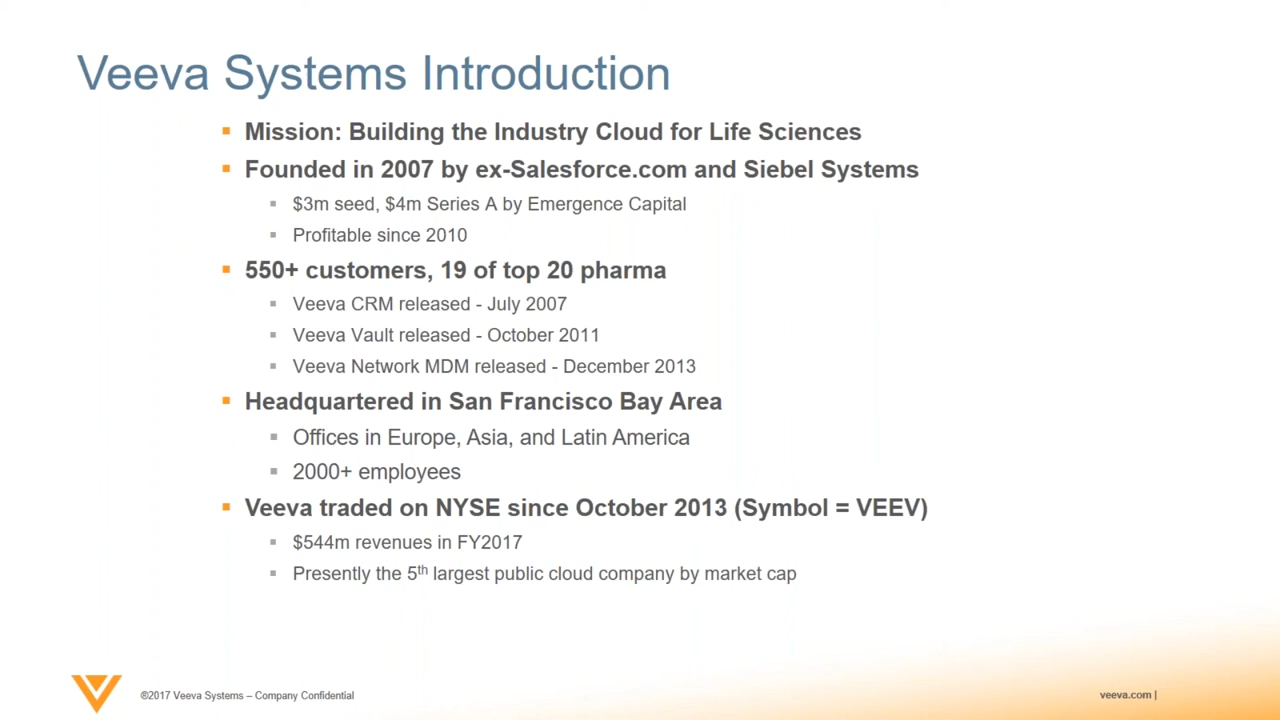 Veeva Systems Introduction
Mission: Building the Industry Cloud for Life Sciences
Founded in 2007 by ex-Salesforce.com and Siebel Systems
$3m seed, $4m Series A by Emergence Capital
Profitable since 2010
550+ customers, 19 of top 20 pharma
Veeva CRM released - July 2007
Veeva Vault released - October 2011
Veeva Network MDM released - December 2013
Headquartered in San Francisco Bay Area
Offices in Europe, Asia, and Latin America
2000+ employees
Veeva traded on NYSE since October 2013 (Symbol = VEEV)
$544m revenues in FY2017
Presently the 5th largest public cloud company by market cap
©2017 Veeva Systems – Company Confidential
veeva.com |